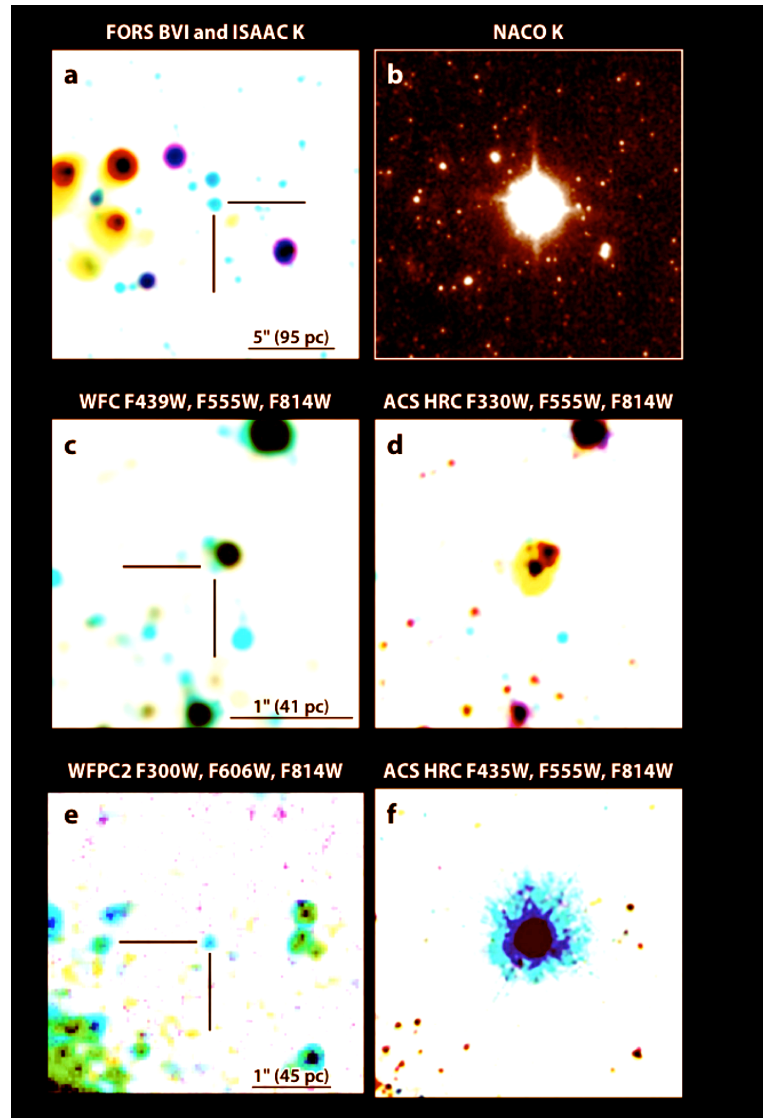 FORS BVI and ISAAC K
NACO K
a
b
5" (95 pc)
WFC F439W, F555W, F814W
ACS HRC F330W, F555W, F814W
c
d
1" (41 pc)
WFPC2 F300W, F606W, F814W
ACS HRC F435W, F555W, F814W
e
f
1" (45 pc)